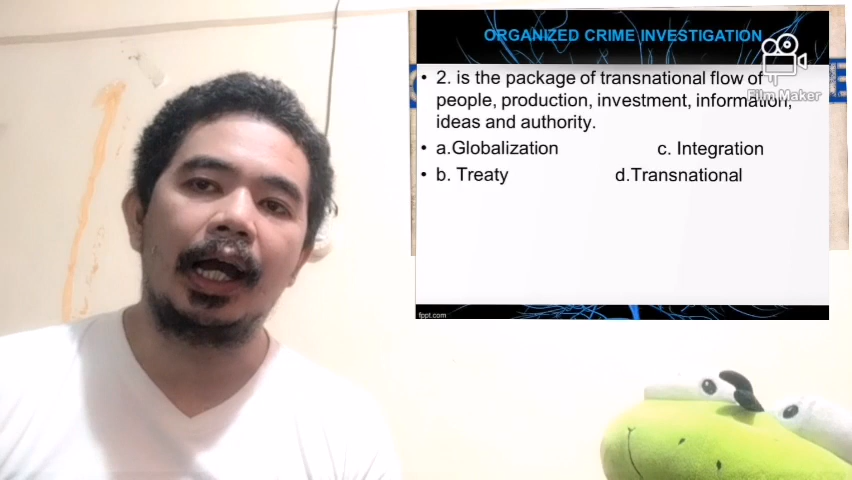 ORGANIZED CRIME INVESTIGATION
• 2. is the package of transnational flow of
people, production, investment, information,
ideas and authority.
• a.Globalization c. Integration
• b. Treaty d.Transnational
fppt.com
Film Maker